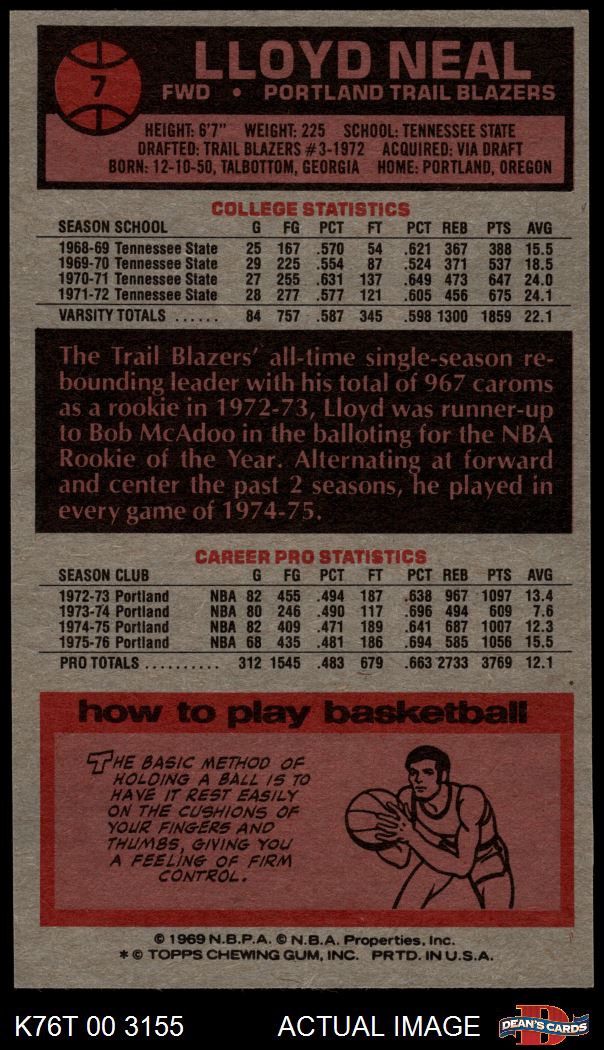 7
LLOYD NEAL
FWD • PORTLAND TRAIL BLAZERS
HEIGHT: 6'7" WEIGHT: 225 SCHOOL: TENNESSEE STATE
DRAFTED: TRAIL BLAZERS #3-1972 ACQUIRED: VIA DRAFT
BORN: 12-10-50, TALBOTTOM, GEORGIA HOME: PORTLAND, OREGON
COLLEGE STATISTICS
SEASON SCHOOL G FG PCT FT PCT REB PTS AVG
1968-69 Tennessee State 25 167 .570 54 .621 367 388 15.5
1969-70 Tennessee State 29 225 .554 87 .524 371 537 18.5
1970-71 Tennessee State 27 255 .631 137 .649 473 647 24.0
1971-72 Tennessee State 28 277 .577 121 .605 456 675 24.1
VARSITY TOTALS ...... 84 757 .587 345 .598 1300 1859 22.1
The Trail Blazers' all-time single-season re-
bounding leader with his total of 967 caroms
as a rookie in 1972-73, Lloyd was runner-up
to Bob McAdoo in the balloting for the NBA
Rookie of the Year. Alternating at forward
and center the past 2 seasons, he played in
every game of 1974-75.
CAREER PRO STATISTICS
SEASON CLUB G FG PCT FT PCT REB PTS AVG
1972-73 Portland NBA 82 455 .494 187 .638 967 1097 13.4
1973-74 Portland NBA 80 246 .490 117 .696 494 609 7.6
1974-75 Portland NBA 82 409 .471 189 .641 687 1007 12.3
1975-76 Portland NBA 68 435 .481 186 .694 585 1056 15.5
PRO TOTALS .......... 312 1545 .483 679 .663 2733 3769 12.1
how to play basketball
THE BASIC METHOD OF
HOLDING A BALL IS TO
HAVE IT REST EASILY
ON THE CUSHIONS OF
YOUR FINGERS AND
THUMBS, GIVING YOU
A FEELING OF FIRM
CONTROL.
© 1969 N.B.P.A. © N.B.A. Properties, Inc.
* © TOPPS CHEWING GUM, INC. PRTD. IN U.S.A.
K76T 00 3155 ACTUAL IMAGE
D
DEAN'S CARDS